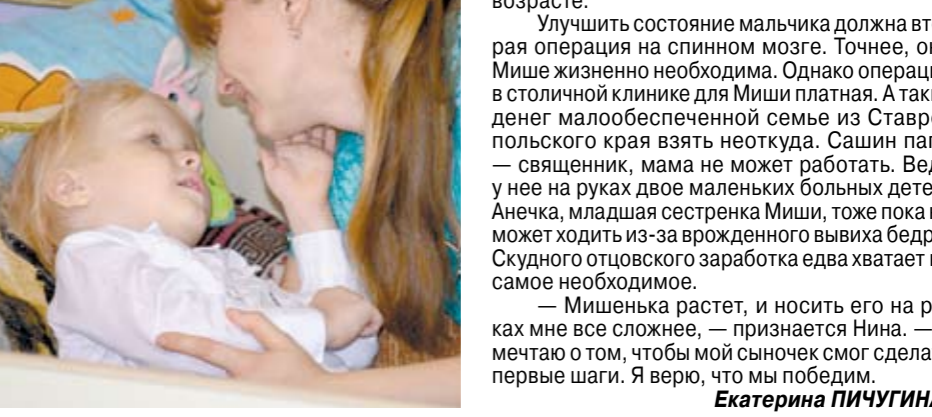 возрасте.
Улучшить состояние мальчика должна вт
рая операция на спинном мозге. Точнее, он
Мише жизненно необходима. Однако операци
в столичной клинике для Миши платная. А таки
денег малообеспеченной семье из Ставро
польского края взять неоткуда. Сашин пап
— священник, мама не может работать. Вед
у нее на руках двое маленьких больных дете
Анечка, младшая сестренка Миши, тоже пока н
может ходить из-за врожденного вывиха бедр
Скудного отцовского заработка едва хватает н
самое необходимое.
— Мишенька растет, и носить его на р
ках мне все сложнее, — признается Нина. —
мечтаю о том, чтобы мой сыночек смог сдела
первые шаги. Я верю, что мы победим.
Екатерина ПИЧУГИНА